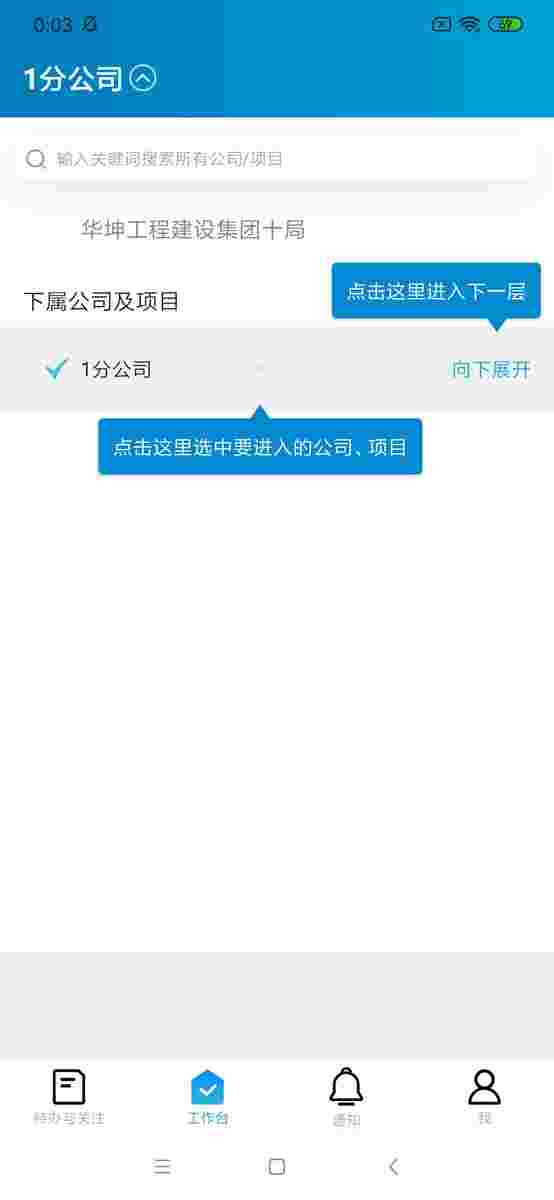 0:03
69
1分公司
输入关键词搜索所有公司/项目
华坤工程建设集团十局
下属公司及项目
点击这里进入下一层
1分公司
向下展开
点击这里选中要进入的公司、项目
待办与关注
工作台
通知
我